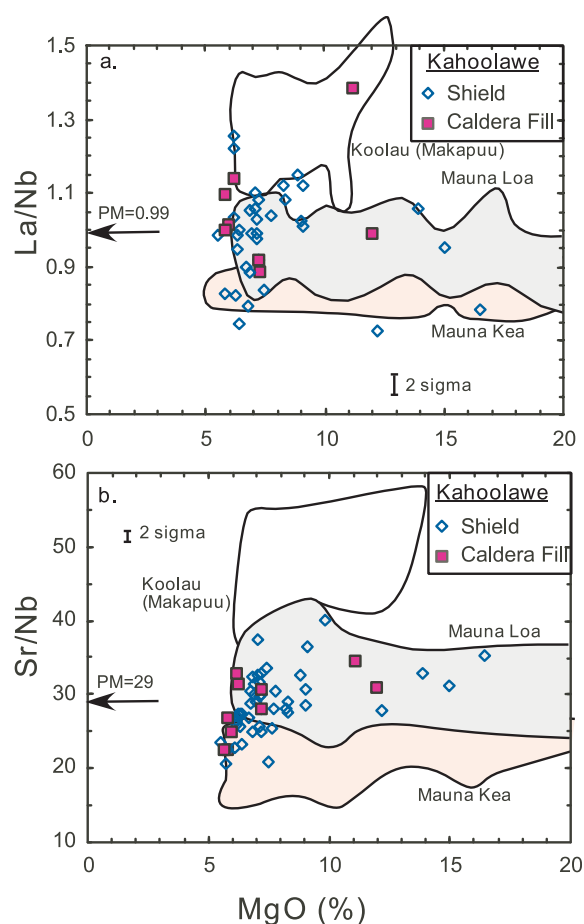 a.
Kahoolawe
Shield
Caldera Fill
Koolau (Makapuu)
Mauna Loa
PM=0.99
Mauna Kea
2 sigma
La/Nb
1.5
1.3
1.1
0.9
0.7
0.5
0
5
10
15
20
b.
Kahoolawe
Shield
Caldera Fill
2 sigma
Koolau
(Makapuu)
Mauna Loa
PM=29
Mauna Kea
Sr/Nb
60
50
40
30
20
10
0
5
10
15
20
MgO (%)